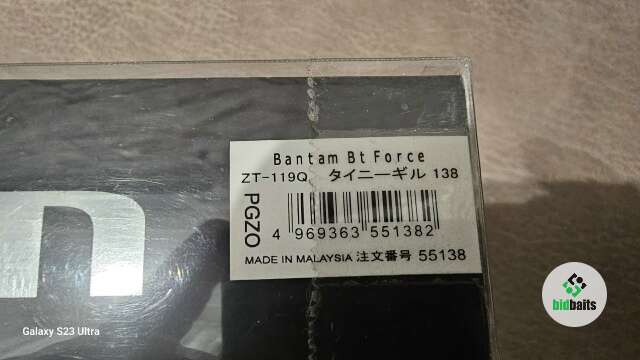 Bantam Bt Force
ZT-119Q タイニーギル 138
PGZO
4 969363 551382
MADE IN MALAYSIA 注文番号 55138
bidbaits
Galaxy S23 Ultra